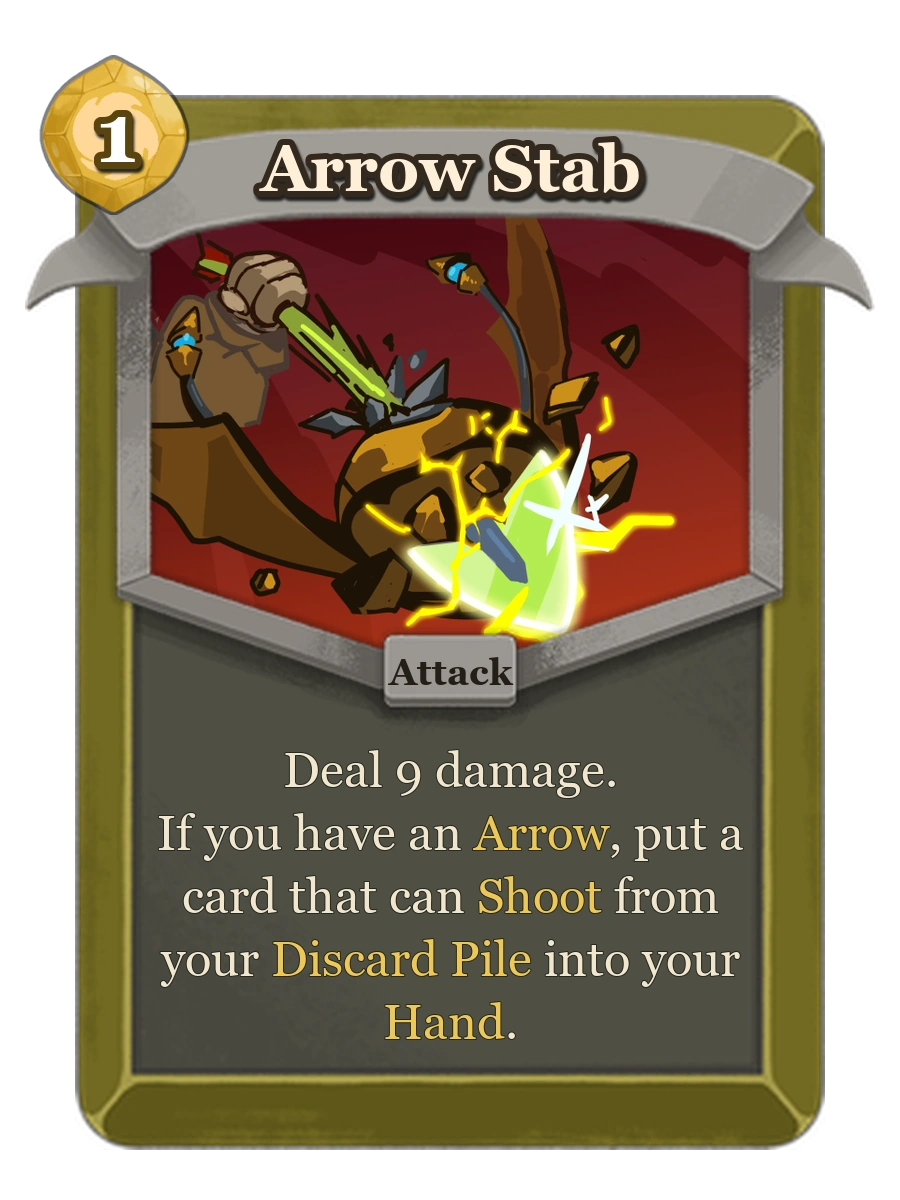 1
Arrow Stab
Attack
Deal 9 damage.
If you have an Arrow, put a
card that can Shoot from
your Discard Pile into your
Hand.